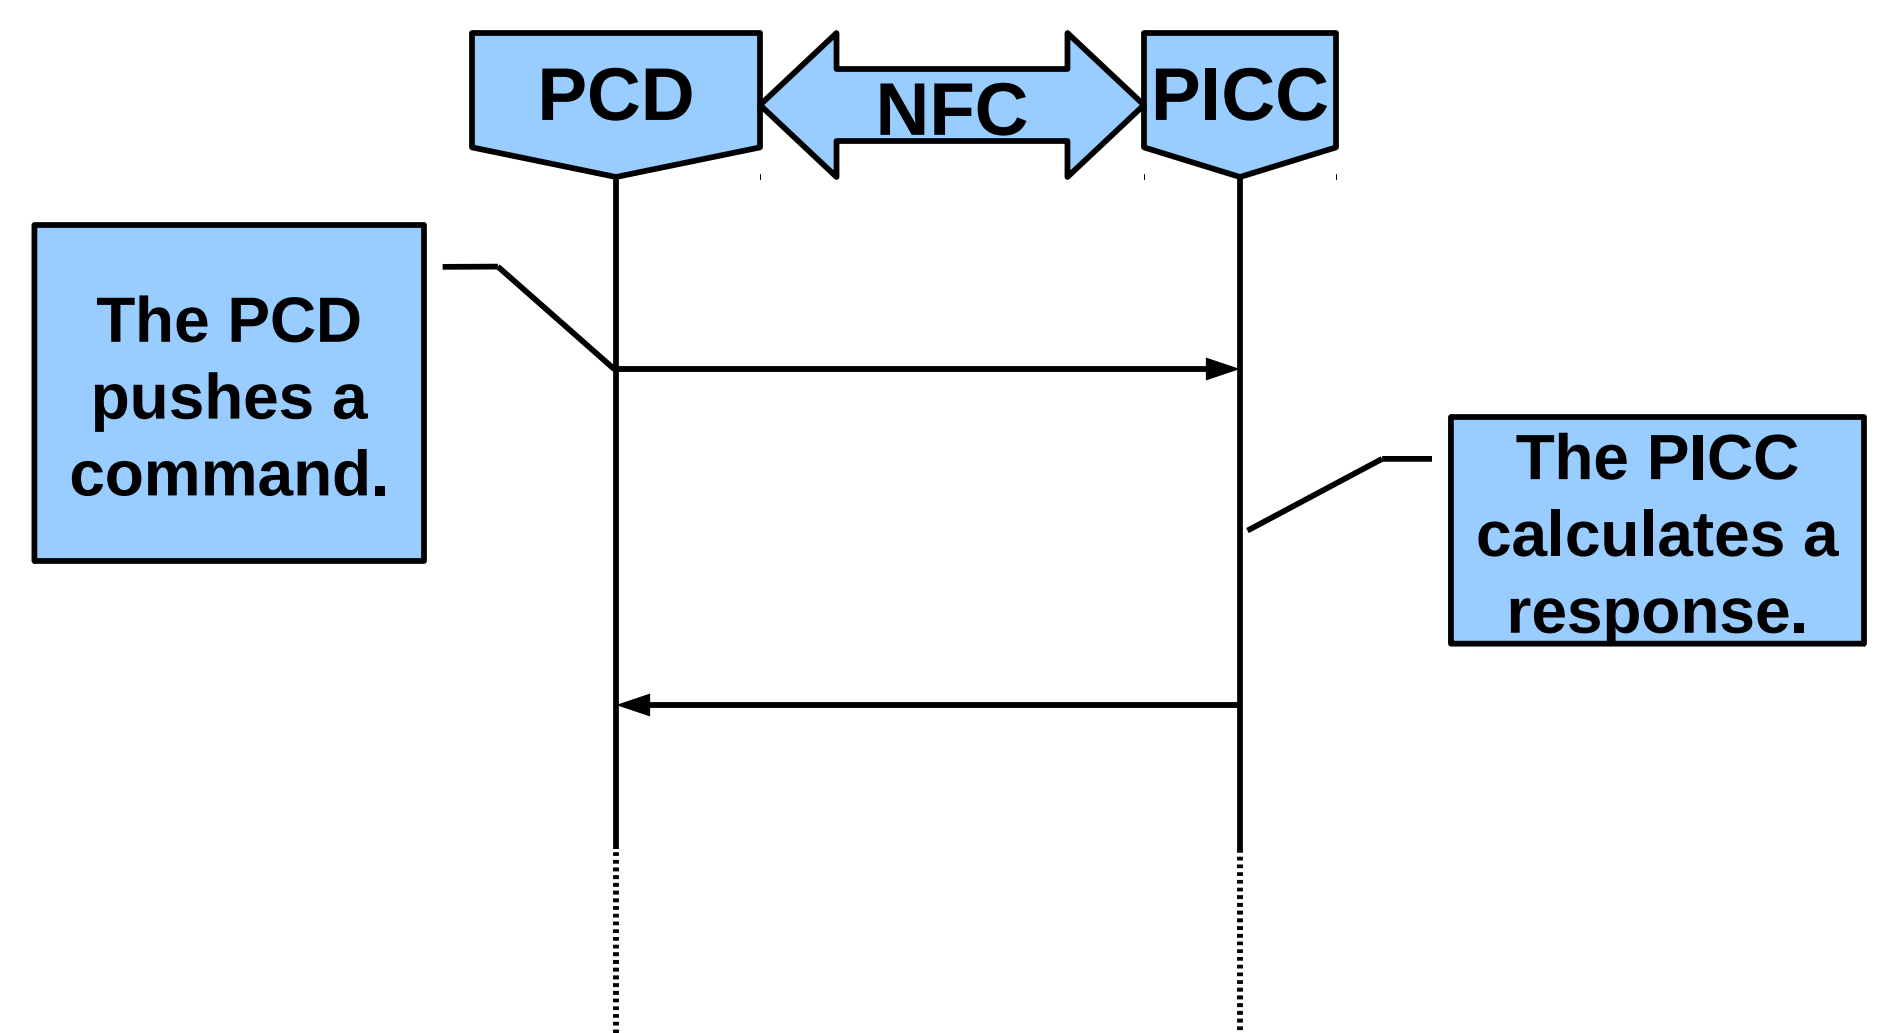 PCD
NFC
PICC
The PCD
pushes a
command.
The PICC
calculates a
response.